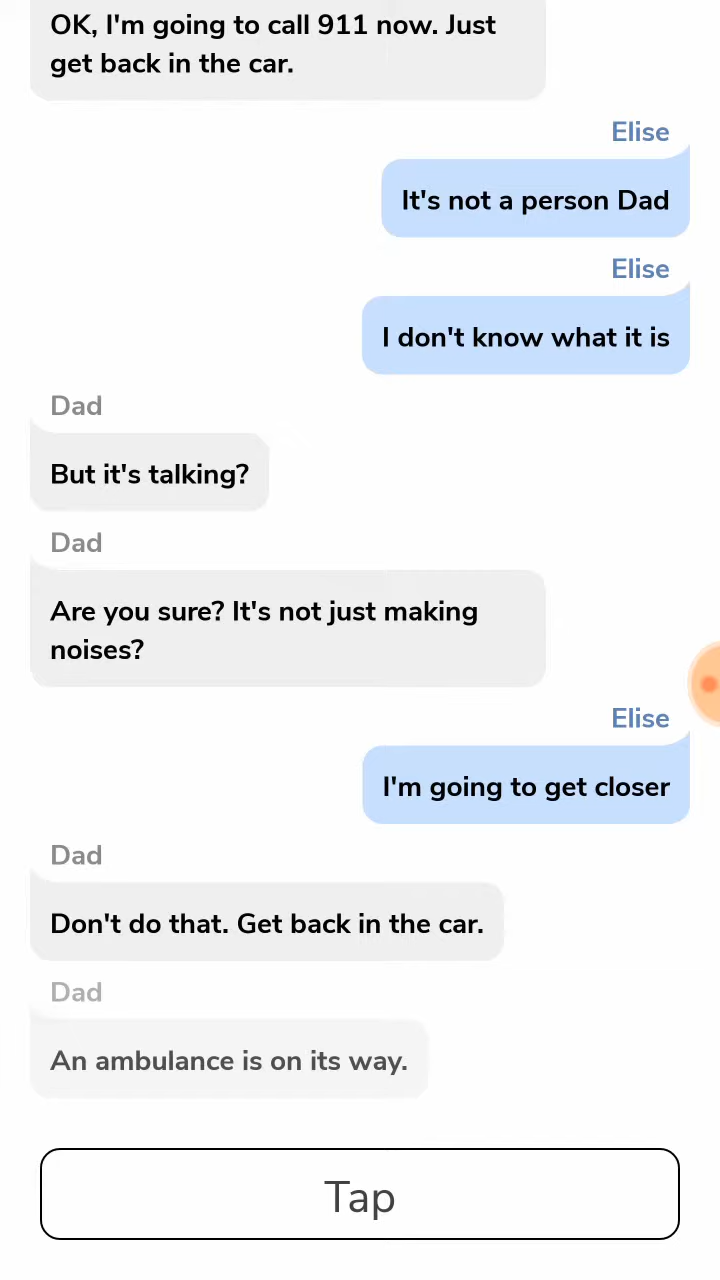 OK, I'm going to call 911 now. Just
get back in the car.
Elise
It's not a person Dad
Elise
I don't know what it is
Dad
But it's talking?
Dad
Are you sure? It's not just making
noises?
Elise
I'm going to get closer
Dad
Don't do that. Get back in the car.
Dad
An ambulance is on its way.
Tap